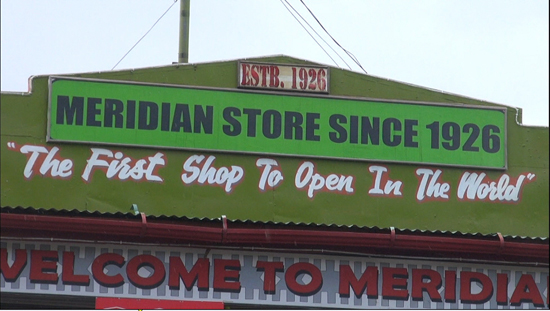 ESTB. 1926
MERIDIAN STORE SINCE 1926
"The First Shop To Open In The World"
WELCOME TO MERIDIA